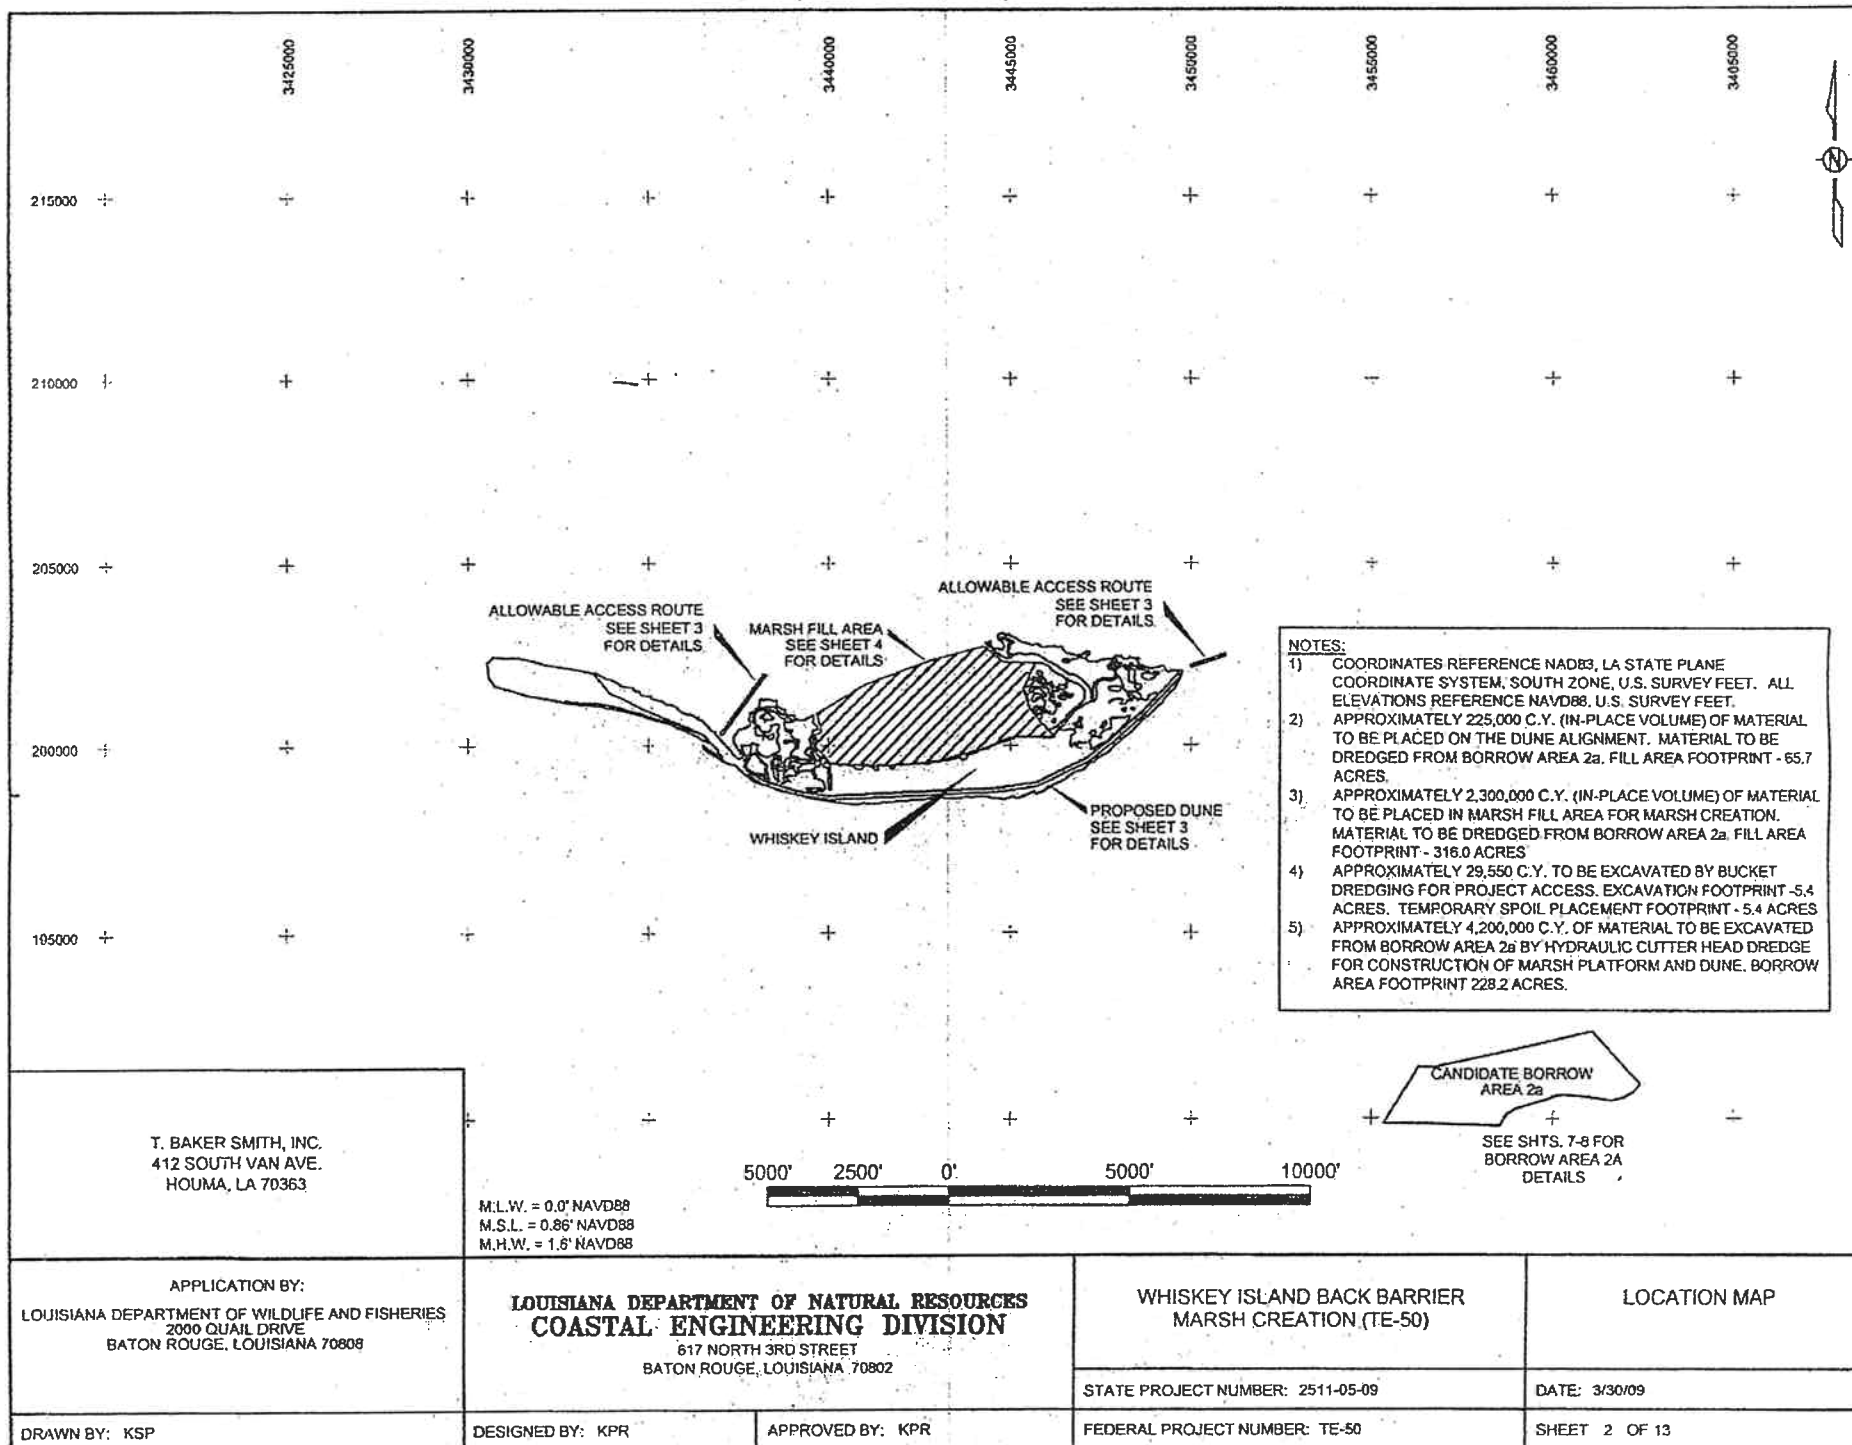 3425000
3430000
3440000
3445000
3450000
3455000
3460000
3405000
215000
210000
205000
200000
195000
N
ALLOWABLE ACCESS ROUTE
SEE SHEET 3
FOR DETAILS
MARSH FILL AREA
SEE SHEET 4
FOR DETAILS
ALLOWABLE ACCESS ROUTE
SEE SHEET 3
FOR DETAILS
WHISKEY ISLAND
PROPOSED DUNE
SEE SHEET 3
FOR DETAILS
NOTES:
1) COORDINATES REFERENCE NAD83, LA STATE PLANE
COORDINATE SYSTEM, SOUTH ZONE, U.S. SURVEY FEET. ALL
ELEVATIONS REFERENCE NAVD88, U.S. SURVEY FEET.
2) APPROXIMATELY 225,000 C.Y. (IN-PLACE VOLUME) OF MATERIAL
TO BE PLACED ON THE DUNE ALIGNMENT. MATERIAL TO BE
DREDGED FROM BORROW AREA 2a. FILL AREA FOOTPRINT - 65.7
ACRES.
3) APPROXIMATELY 2,300,000 C.Y. (IN-PLACE VOLUME) OF MATERIAL
TO BE PLACED IN MARSH FILL AREA FOR MARSH CREATION.
MATERIAL TO BE DREDGED FROM BORROW AREA 2a. FILL AREA
FOOTPRINT - 316.0 ACRES
4) APPROXIMATELY 29,550 C.Y. TO BE EXCAVATED BY BUCKET
DREDGING FOR PROJECT ACCESS. EXCAVATION FOOTPRINT -5.4
ACRES. TEMPORARY SPOIL PLACEMENT FOOTPRINT - 5.4 ACRES
5) APPROXIMATELY 4,200,000 C.Y. OF MATERIAL TO BE EXCAVATED
FROM BORROW AREA 2a BY HYDRAULIC CUTTER HEAD DREDGE
FOR CONSTRUCTION OF MARSH PLATFORM AND DUNE. BORROW
AREA FOOTPRINT 228.2 ACRES.
CANDIDATE BORROW
AREA 2a
SEE SHTS. 7-8 FOR
BORROW AREA 2A
DETAILS
T. BAKER SMITH, INC.
412 SOUTH VAN AVE.
HOUMA, LA 70363
5000' 2500' 0' 5000' 10000'
M.L.W. = 0.0' NAVD88
M.S.L. = 0.86' NAVD88
M.H.W. = 1.6' NAVD88
APPLICATION BY:
LOUISIANA DEPARTMENT OF WILDLIFE AND FISHERIES
2000 QUAIL DRIVE
BATON ROUGE, LOUISIANA 70808
LOUISIANA DEPARTMENT OF NATURAL RESOURCES
COASTAL ENGINEERING DIVISION
617 NORTH 3RD STREET
BATON ROUGE, LOUISIANA 70802
WHISKEY ISLAND BACK BARRIER
MARSH CREATION (TE-50)
LOCATION MAP
STATE PROJECT NUMBER: 2511-05-09
DATE: 3/30/09
DRAWN BY: KSP
DESIGNED BY: KPR
APPROVED BY: KPR
FEDERAL PROJECT NUMBER: TE-50
SHEET 2 OF 13